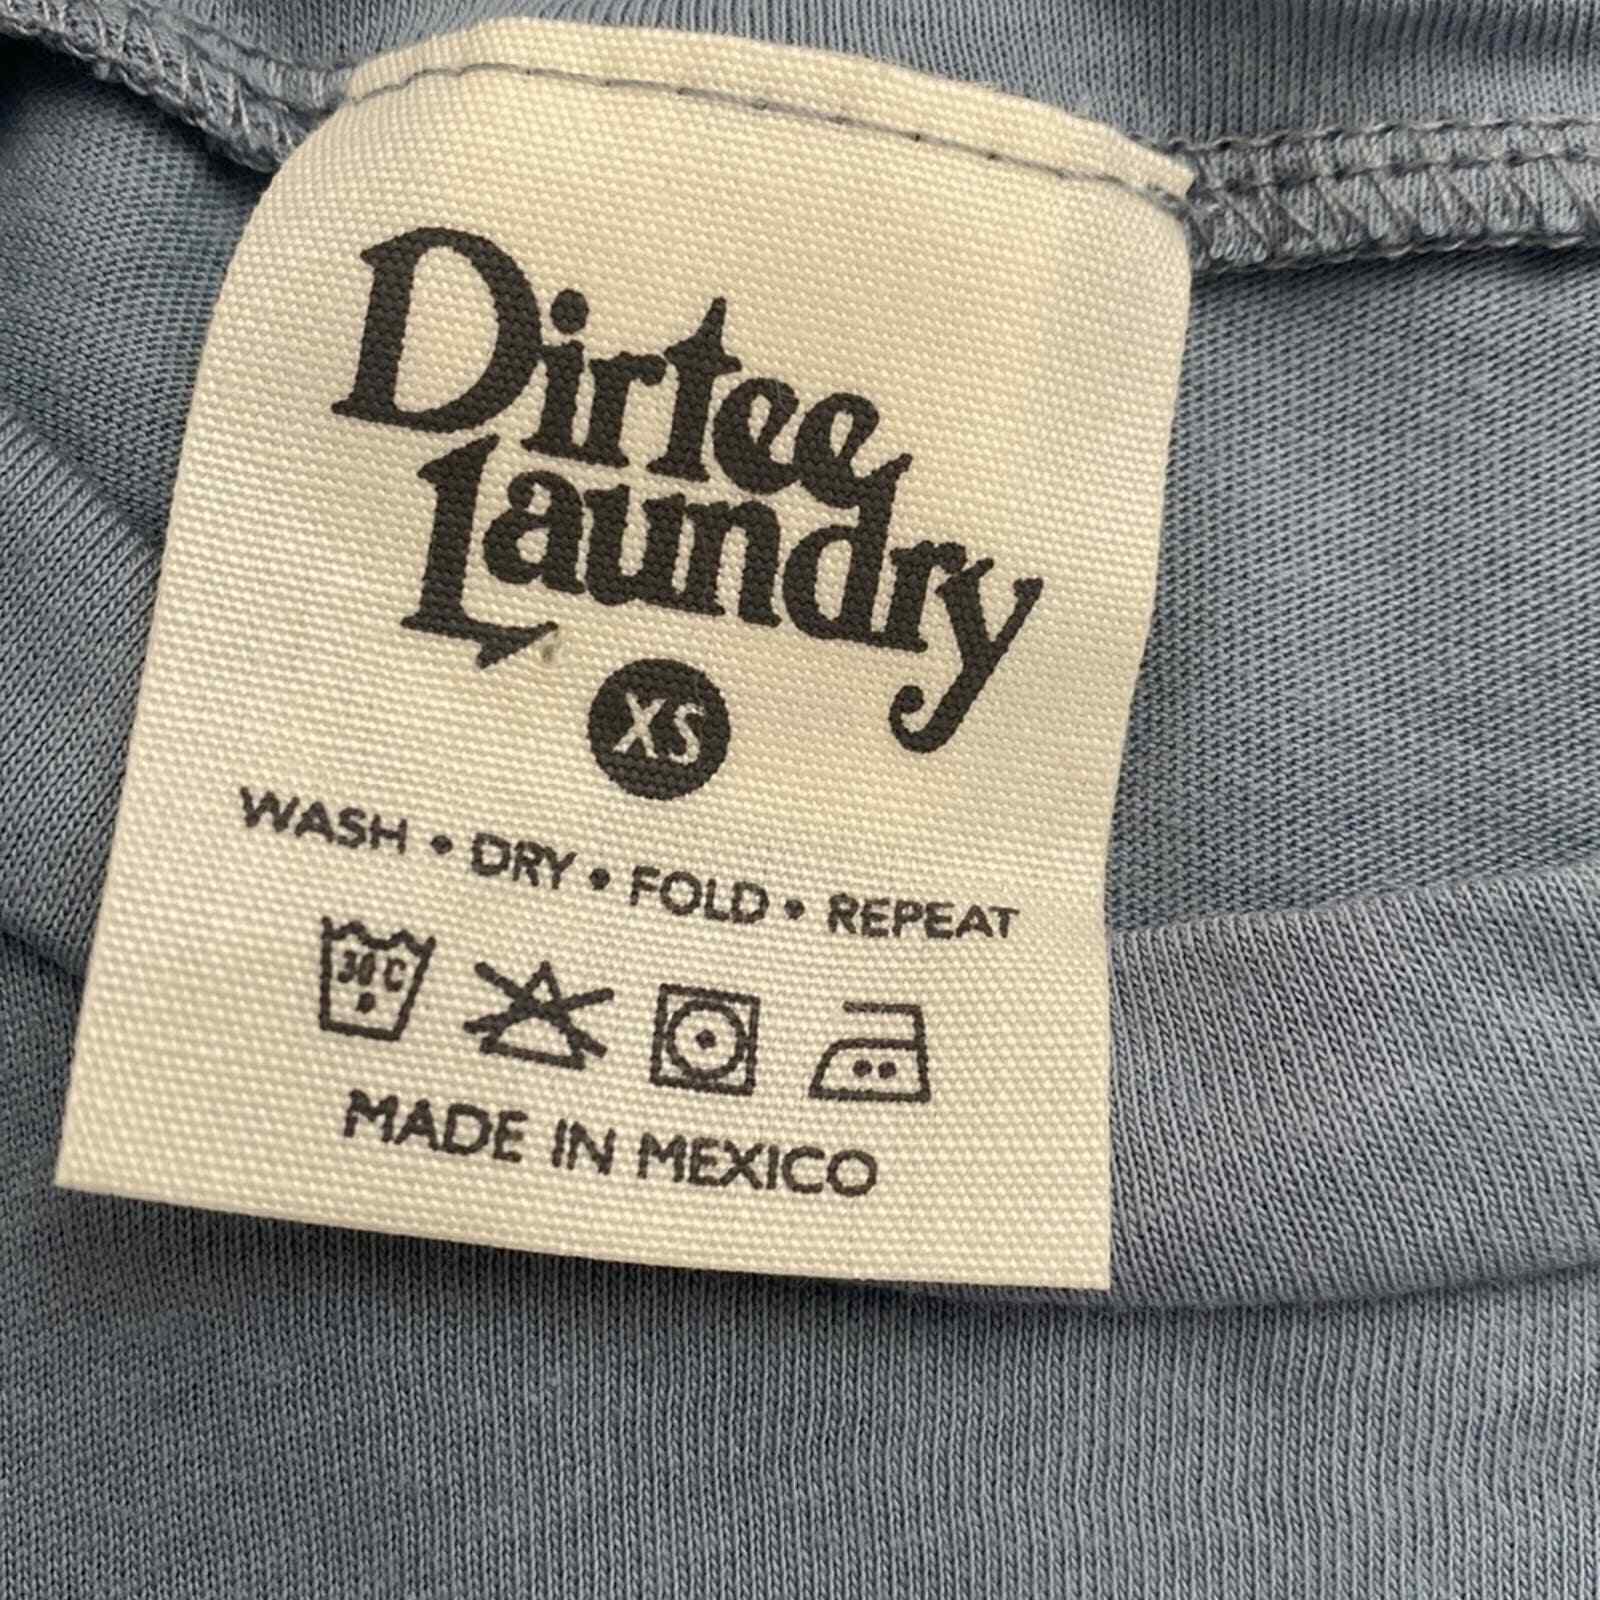 Dirtee
Laundry
XS
WASH • DRY • FOLD • REPEAT
30°C
MADE IN MEXICO